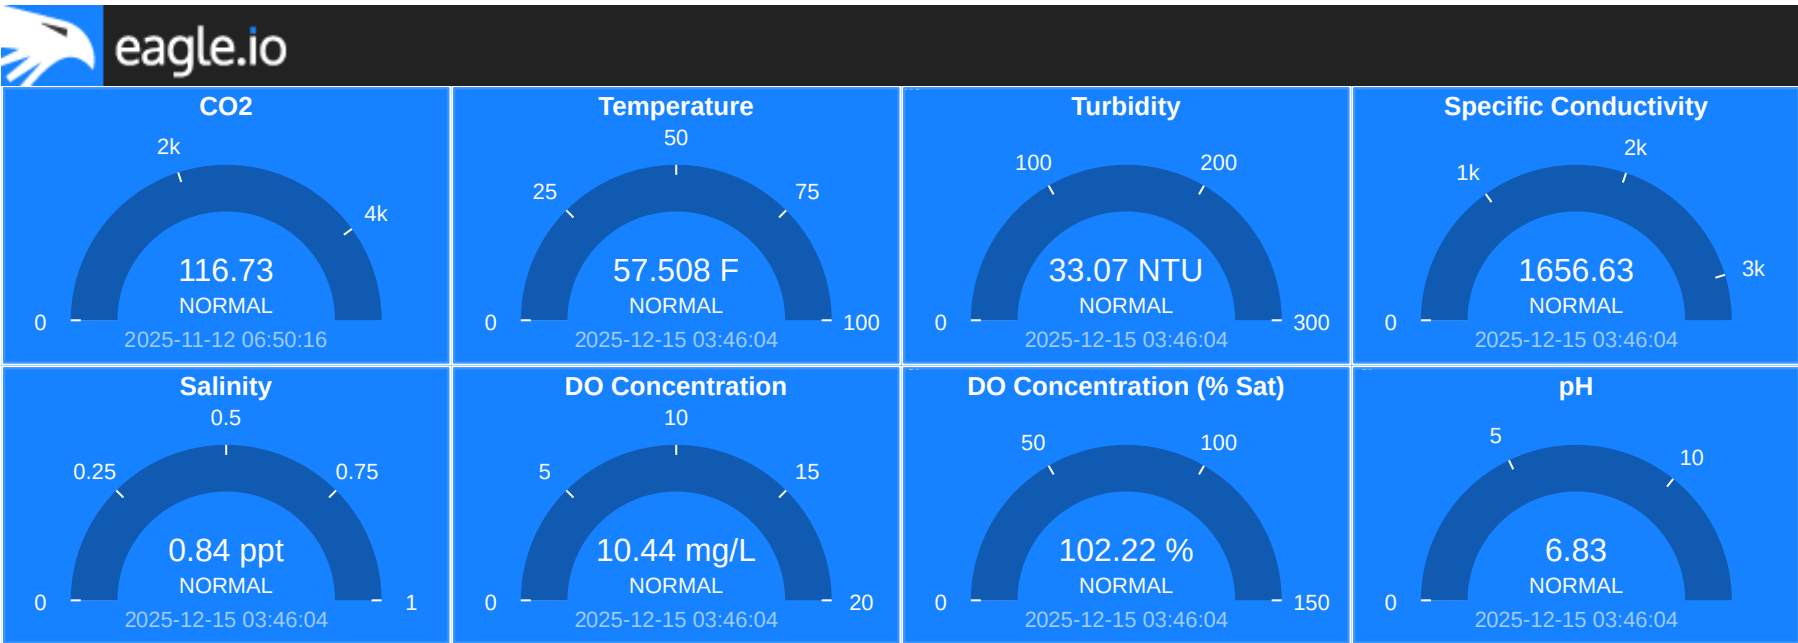 eagle.io
CO2
2k
4k
0
116.73
NORMAL
2025-11-12 06:50:16
Temperature
50
25
75
0
100
57.508 F
NORMAL
2025-12-15 03:46:04
Turbidity
100
200
0
300
33.07 NTU
NORMAL
2025-12-15 03:46:04
Specific Conductivity
2k
1k
3k
0
1656.63
NORMAL
2025-12-15 03:46:04
Salinity
0.5
0.25
0.75
0
1
0.84 ppt
NORMAL
2025-12-15 03:46:04
DO Concentration
10
5
15
0
20
10.44 mg/L
NORMAL
2025-12-15 03:46:04
DO Concentration (% Sat)
50
100
0
150
102.22 %
NORMAL
2025-12-15 03:46:04
pH
5
10
0
6.83
NORMAL
2025-12-15 03:46:04